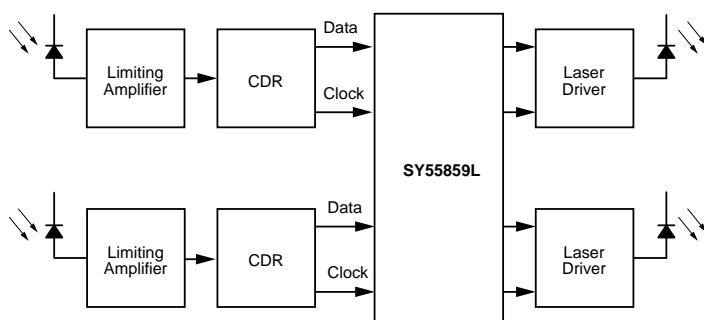 Data
Limiting
Amplifier
CDR
Clock
Laser
Driver
SY55859L
Data
Limiting
Amplifier
CDR
Clock
Laser
Driver